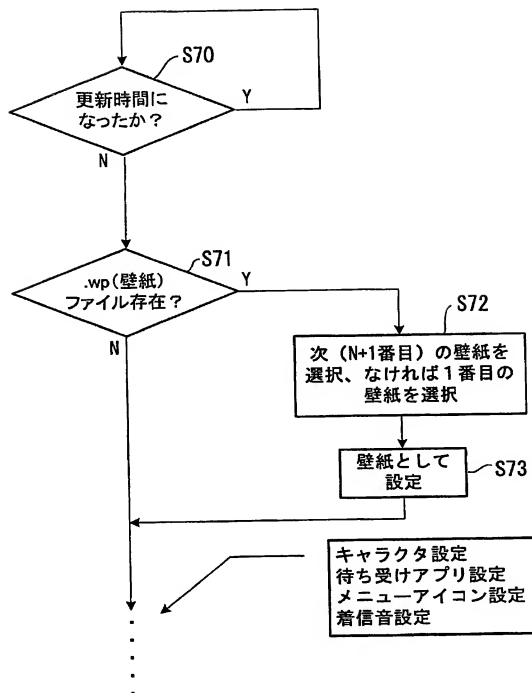 S70
更新時間に
なったか？
Y
N
S71
.wp(壁紙)
ファイル存在？
Y
N
S72
次（N+1番目）の壁紙を
選択、なければ１番目の
壁紙を選択
壁紙として
設定
S73
キャラクタ設定
待ち受けアプリ設定
メニューアイコン設定
着信音設定